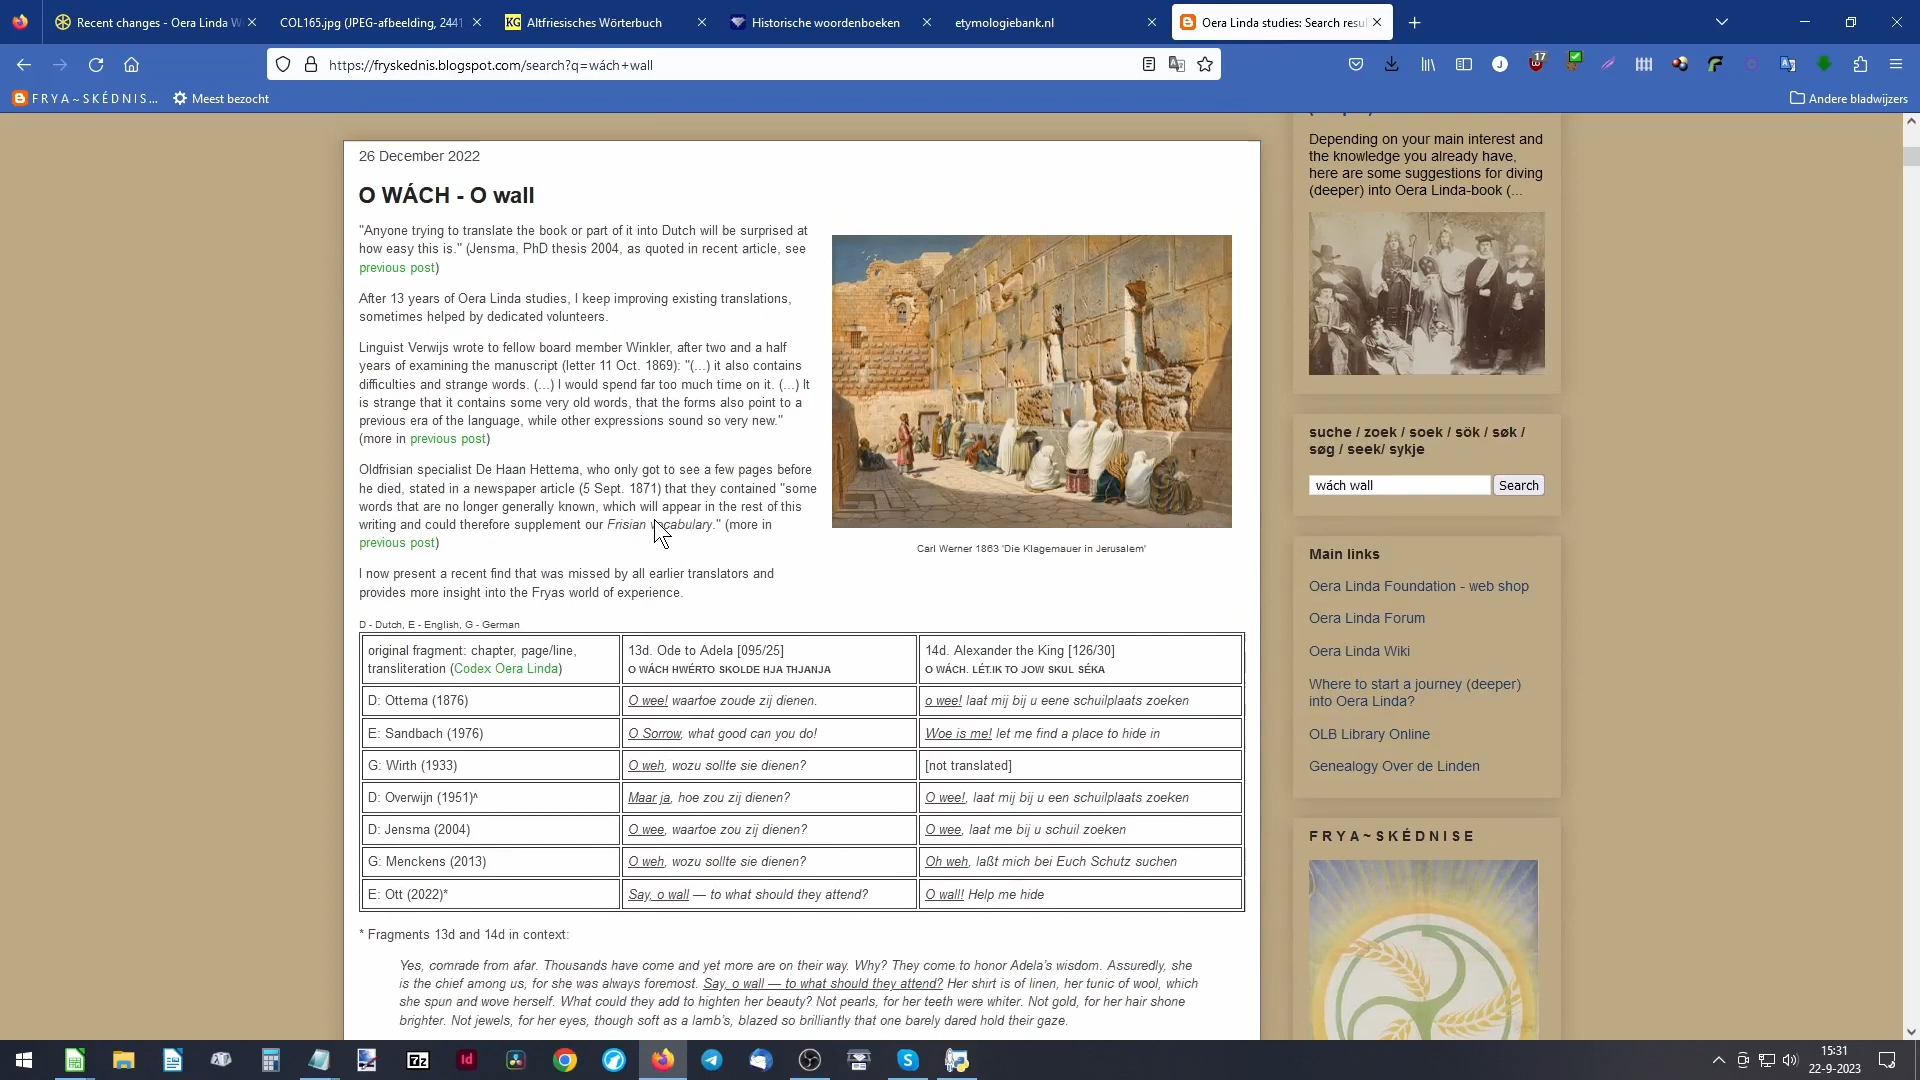 Recent changes - Oera Linda W
COL165.jpg (JPEG-afbeelding, 2441
KG Altfriesisches Wörterbuch
Historische woordenboeken
etymologiebank.nl
Oera Linda studies: Search resu
https://fryskednis.blogspot.com/search?q=wách+wall
17
F R Y A ~ S K É D N I S...
Meest bezocht
Andere bladwijzers
26 December 2022
O WÁCH - O wall
"Anyone trying to translate the book or part of it into Dutch will be surprised at
how easy this is." (Jensma, PhD thesis 2004, as quoted in recent article, see
previous post)
After 13 years of Oera Linda studies, I keep improving existing translations,
sometimes helped by dedicated volunteers.
Linguist Verwijs wrote to fellow board member Winkler, after two and a half
years of examining the manuscript (letter 11 Oct. 1869): "(...) it also contains
difficulties and strange words. (...) I would spend far too much time on it. (...) It
is strange that it contains some very old words, that the forms also point to a
previous era of the language, while other expressions sound so very new."
(more in previous post)
Oldfrisian specialist De Haan Hettema, who only got to see a few pages before
he died, stated in a newspaper article (5 Sept. 1871) that they contained "some
words that are no longer generally known, which will appear in the rest of this
writing and could therefore supplement our Frisian vocabulary." (more in
previous post)
I now present a recent find that was missed by all earlier translators and
provides more insight into the Fryas world of experience.
Carl Werner 1863 'Die Klagemauer in Jerusalem'
D - Dutch, E - English, G - German
original fragment: chapter, page/line,
transliteration (Codex Oera Linda)
13d. Ode to Adela [095/25]
O WÁCH HWÉRTO SKOLDE HJA THJANJA
14d. Alexander the King [126/30]
O WÁCH. LÉT.IK TO JOW SKUL SÉKA
D: Ottema (1876)
O wee! waartoe zoude zij dienen.
o wee! laat mij bij u eene schuilplaats zoeken
E: Sandbach (1976)
O Sorrow, what good can you do!
Woe is me! let me find a place to hide in
G: Wirth (1933)
O weh, wozu sollte sie dienen?
[not translated]
D: Overwijn (1951)^
Maar ja, hoe zou zij dienen?
O wee!, laat mij bij u een schuilplaats zoeken
D: Jensma (2004)
O wee, waartoe zou zij dienen?
O wee, laat me bij u schuil zoeken
G: Menckens (2013)
O weh, wozu sollte sie dienen?
Oh weh, laßt mich bei Euch Schutz suchen
E: Ott (2022)*
Say, o wall — to what should they attend?
O wall! Help me hide
* Fragments 13d and 14d in context:
Yes, comrade from afar. Thousands have come and yet more are on their way. Why? They come to honor Adela's wisdom. Assuredly, she
is the chief among us, for she was always foremost. Say, o wall — to what should they attend? Her shirt is of linen, her tunic of wool, which
she spun and wove herself. What could they add to highten her beauty? Not pearls, for her teeth were whiter. Not gold, for her hair shone
brighter. Not jewels, for her eyes, though soft as a lamb's, blazed so brilliantly that one barely dared hold their gaze.
Depending on your main interest and
the knowledge you already have,
here are some suggestions for diving
(deeper) into Oera Linda-book (...
suche / zoek / soek / sök / søk /
søg / seek/ sykje
wách wall
Search
Main links
Oera Linda Foundation - web shop
Oera Linda Forum
Oera Linda Wiki
Where to start a journey (deeper)
into Oera Linda?
OLB Library Online
Genealogy Over de Linden
F R Y A ~ S K É D N I S E
15:31
22-9-2023